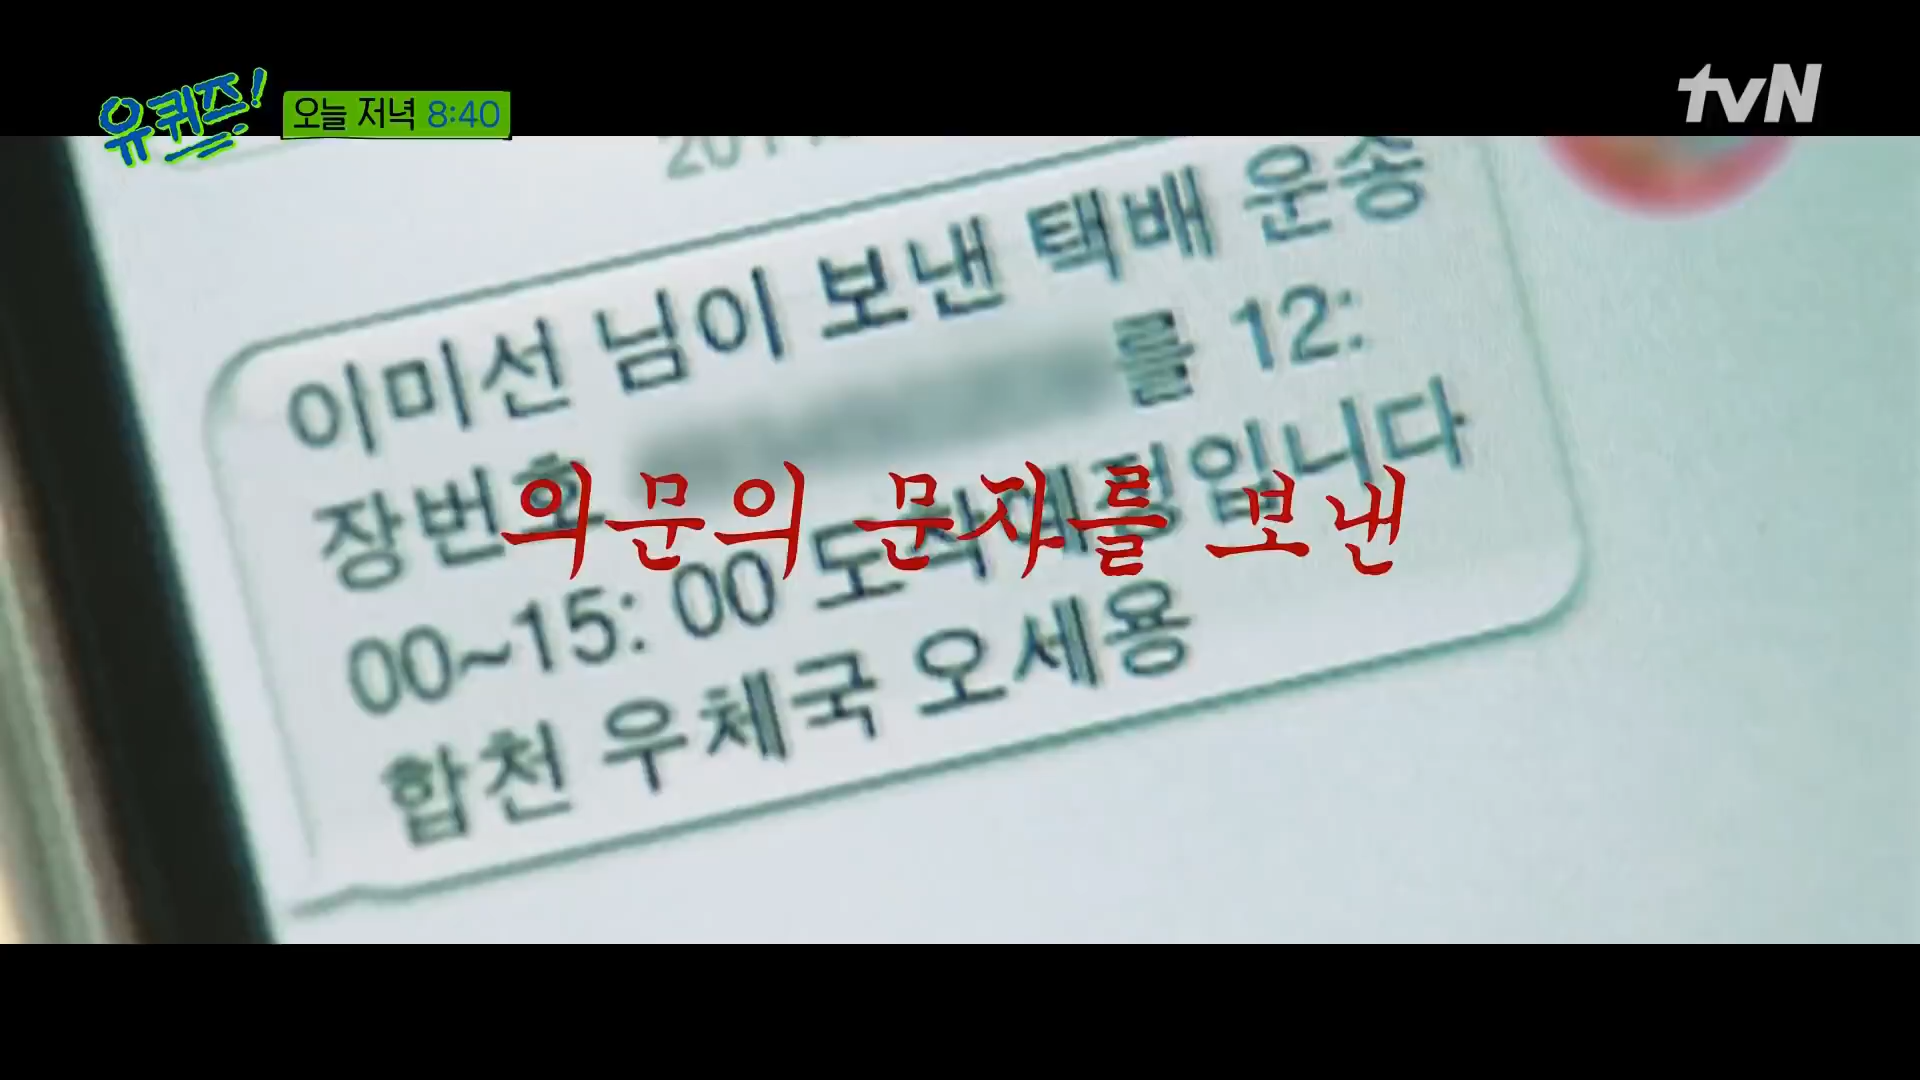 유퀴즈!
오늘 저녁 8:40
tvN
이미선 님이 보낸 택배 운송
장번호 를 12:
00~15: 00 도착예정입니다
합천 우체국 오세용
의문의 문자를 보낸